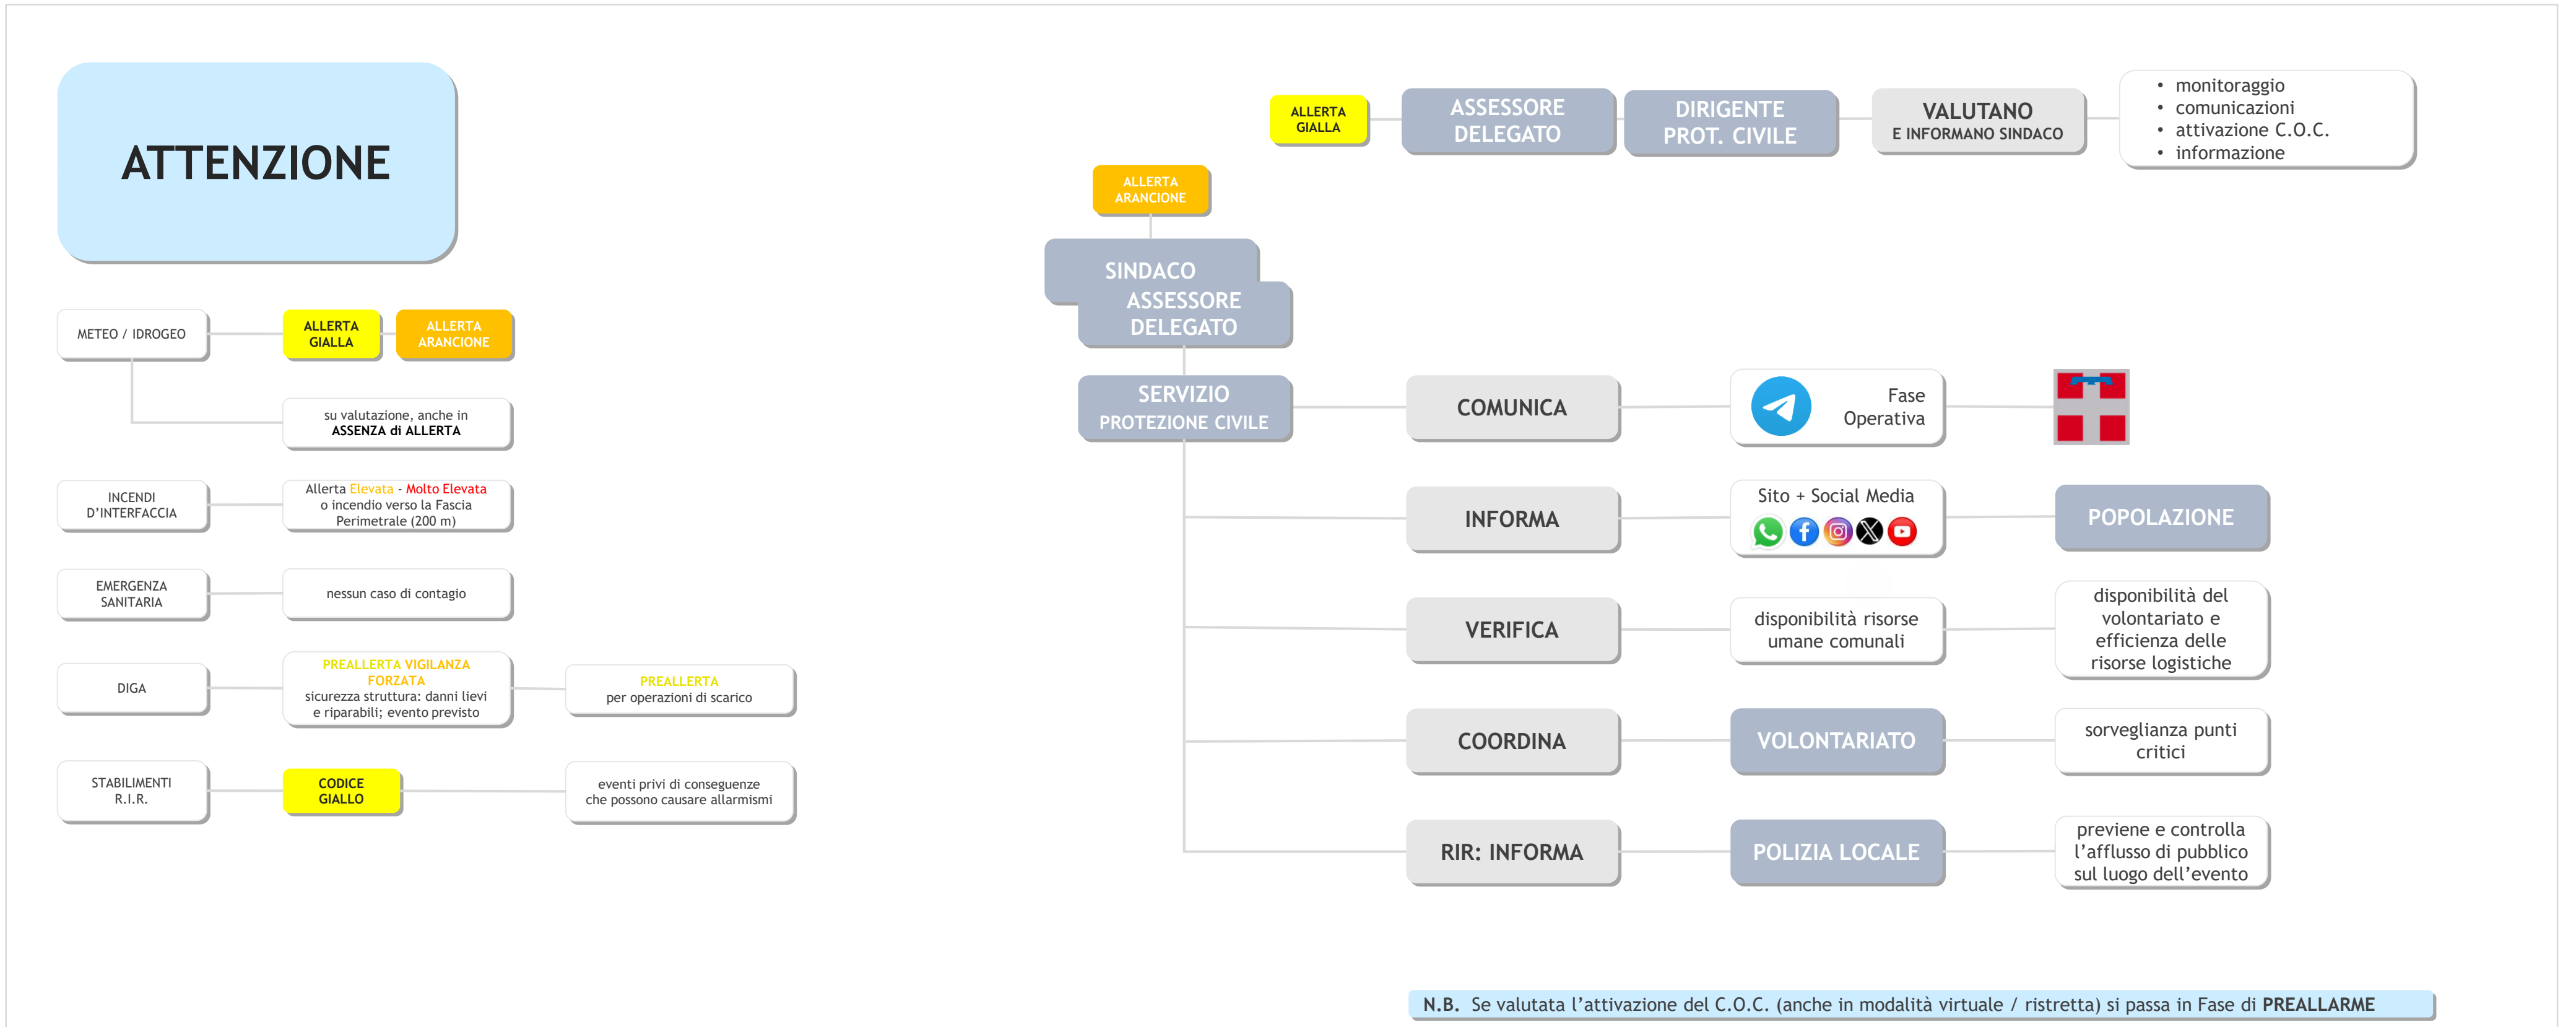 ATTENZIONE
METEO / IDROGEO
ALLERTA
GIALLA
ALLERTA
ARANCIONE
su valutazione, anche in
ASSENZA di ALLERTA
INCENDI
D’INTERFACCIA
Allerta Elevata - Molto Elevata
o incendio verso la Fascia
Perimetrale (200 m)
EMERGENZA
SANITARIA
nessun caso di contagio
DIGA
PREALLERTA VIGILANZA
FORZATA
sicurezza struttura: danni lievi
e riparabili; evento previsto
PREALLERTA
per operazioni di scarico
STABILIMENTI
R.I.R.
CODICE
GIALLO
eventi privi di conseguenze
che possono causare allarmismi
ALLERTA
GIALLA
ASSESSORE
DELEGATO
DIRIGENTE
PROT. CIVILE
VALUTANO
E INFORMANO SINDACO
• monitoraggio
• comunicazioni
• attivazione C.O.C.
• informazione
ALLERTA
ARANCIONE
SINDACO
ASSESSORE
DELEGATO
SERVIZIO
PROTEZIONE CIVILE
COMUNICA
Fase
Operativa
INFORMA
Sito + Social Media
POPOLAZIONE
VERIFICA
disponibilità risorse
umane comunali
disponibilità del
volontariato e
efficienza delle
risorse logistiche
COORDINA
VOLONTARIATO
sorveglianza punti
critici
RIR: INFORMA
POLIZIA LOCALE
previene e controlla
l’afflusso di pubblico
sul luogo dell’evento
N.B. Se valutata l’attivazione del C.O.C. (anche in modalità virtuale / ristretta) si passa in Fase di PREALLARME